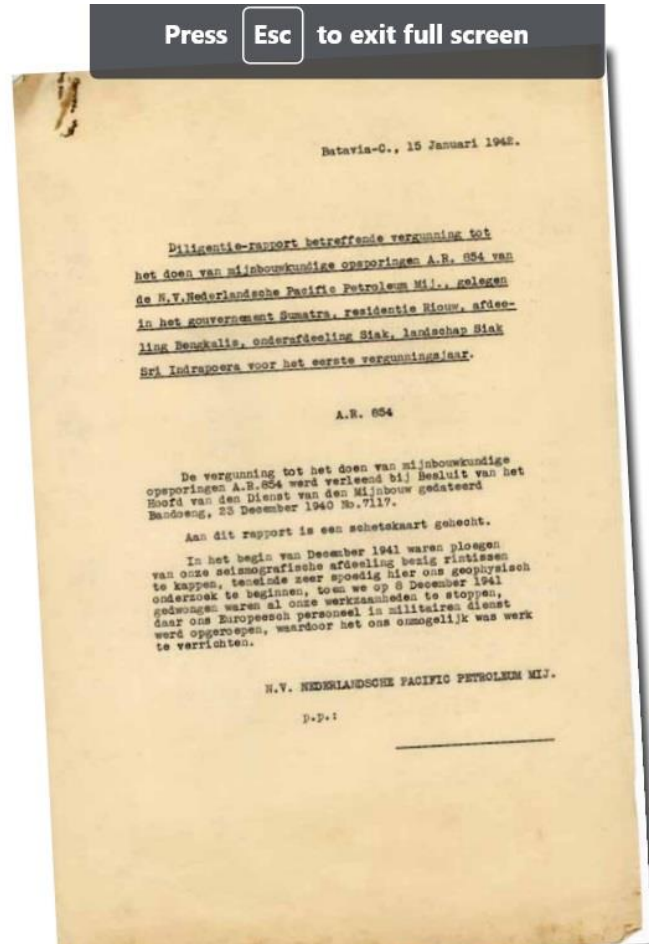 Press Esc to exit full screen
Batavia-C., 15 Januari 1942.
Diligentie-rapport betreffende vergunning tot
het doen van mijnbouwkundige opsporingen A.R. 854 van
de N.V.Nederlandsche Pacific Petroleum Mij., gelegen
in het gouvernement Sumatra, residentie Riouw, afdee-
ling Bengkalis, onderafdeeling Siak, landschap Siak
Sri Indrapoera voor het eerste vergunningsjaar.
A.R. 854
De vergunning tot het doen van mijnbouwkundige
opsporingen A.R.854 werd verleend bij Besluit van het
Hoofd van den Dienst van den Mijnbouw gedateerd
Bandoeng, 23 December 1940 No.7117.
Aan dit rapport is een schetskaart gehecht.
In het begin van December 1941 waren ploegen
van onze seismografische afdeeling bezig rintissen
te kappen, teneinde zeer spoedig hier ons geophysisch
onderzoek te beginnen, toen we op 8 December 1941
gedwongen waren al onze werkzaamheden te stoppen,
daar ons Europeesch personeel in militairen dienst
werd opgeroepen, waardoor het ons onmogelijk was werk
te verrichten.
N.V. NEDERLANDSCHE PACIFIC PETROLEUM MIJ.
p.p.: